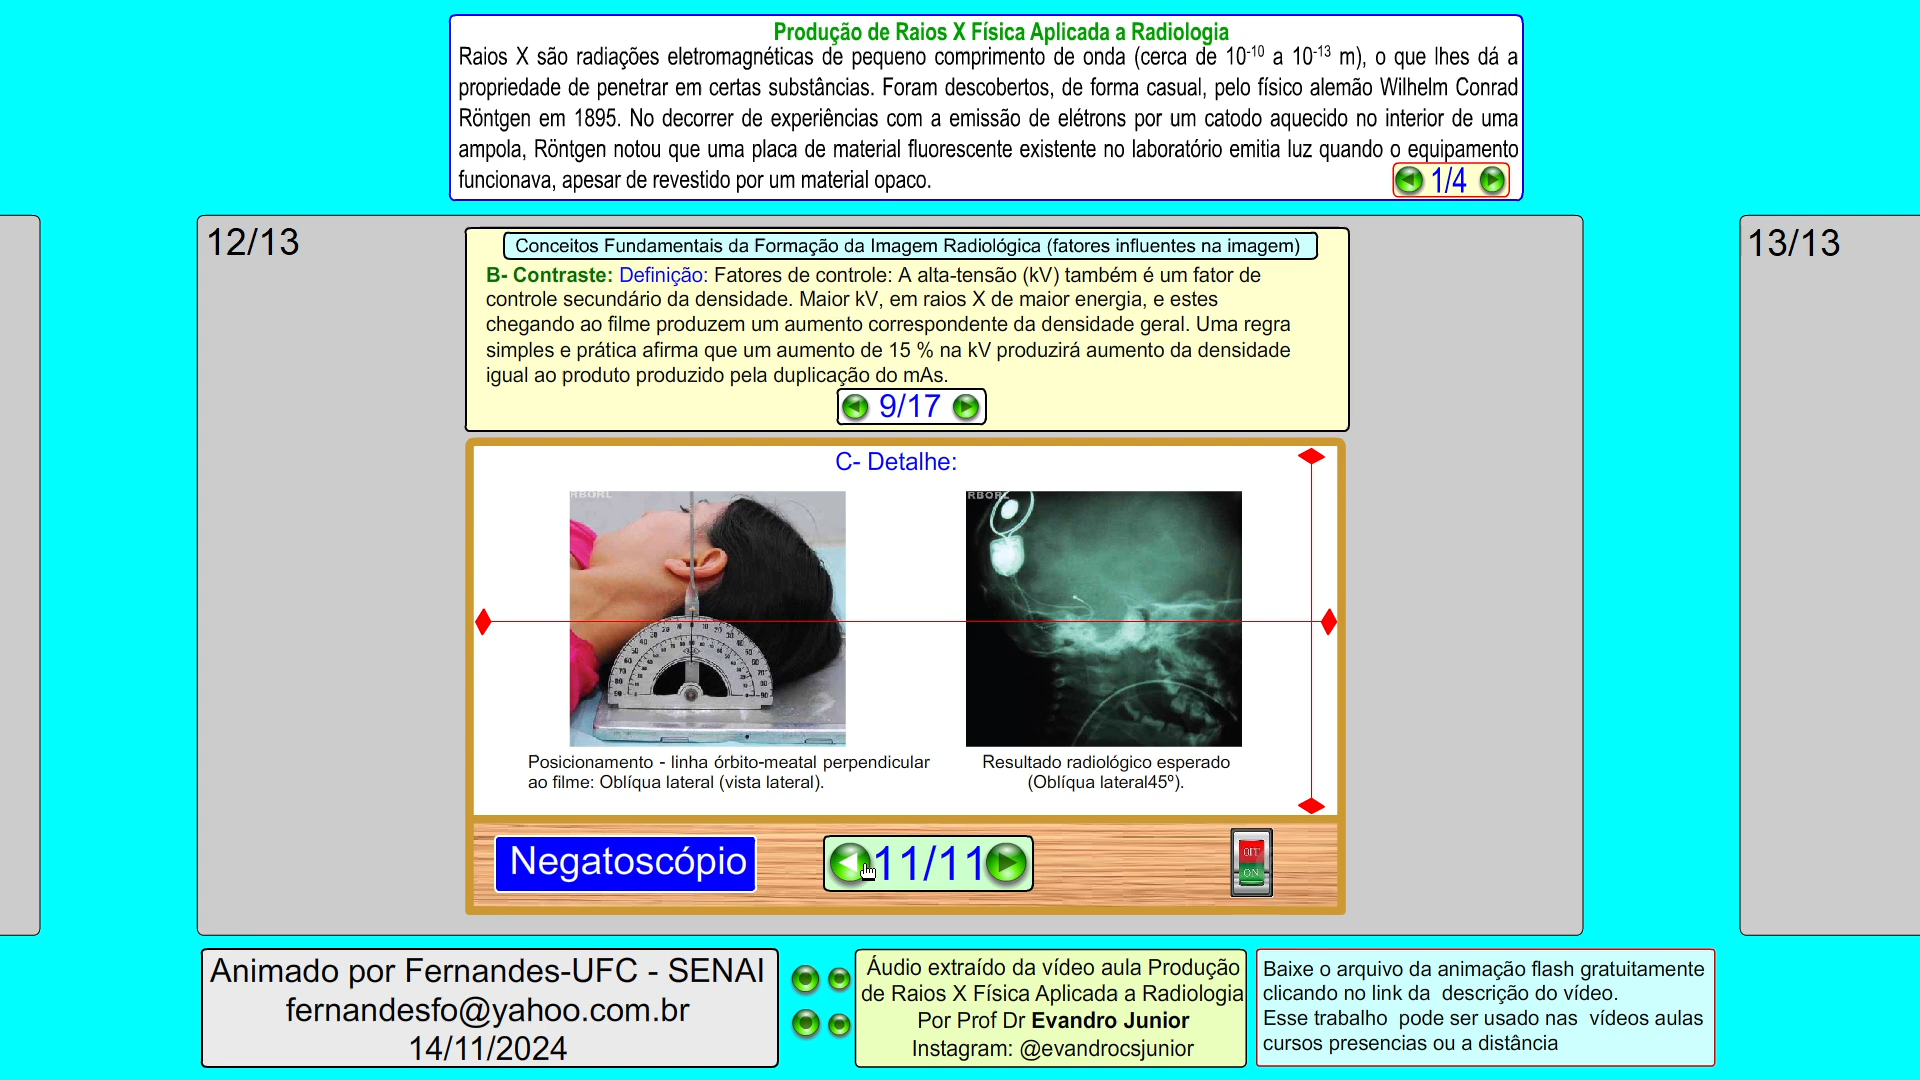 Produção de Raios X Física Aplicada a Radiologia
Raios X são radiações eletromagnéticas de pequeno comprimento de onda (cerca de 10-10 a 10-13 m), o que lhes dá a
propriedade de penetrar em certas substâncias. Foram descobertos, de forma casual, pelo físico alemão Wilhelm Conrad
Röntgen em 1895. No decorrer de experiências com a emissão de elétrons por um catodo aquecido no interior de uma
ampola, Röntgen notou que uma placa de material fluorescente existente no laboratório emitia luz quando o equipamento
funcionava, apesar de revestido por um material opaco.
1/4
12/13
13/13
Conceitos Fundamentais da Formação da Imagem Radiológica (fatores influentes na imagem)
B- Contraste: Definição: Fatores de controle: A alta-tensão (kV) também é um fator de
controle secundário da densidade. Maior kV, em raios X de maior energia, e estes
chegando ao filme produzem um aumento correspondente da densidade geral. Uma regra
simples e prática afirma que um aumento de 15 % na kV produzirá aumento da densidade
igual ao produto produzido pela duplicação do mAs.
9/17
C- Detalhe:
RBORL
RBORL
Posicionamento - linha órbito-meatal perpendicular
ao filme: Oblíqua lateral (vista lateral).
Resultado radiológico esperado
(Oblíqua lateral45º).
Negatoscópio
11/11
OFF
ON
Animado por Fernandes-UFC - SENAI
fernandesfo@yahoo.com.br
14/11/2024
Áudio extraído da vídeo aula Produção
de Raios X Física Aplicada a Radiologia
Por Prof Dr Evandro Junior
Instagram: @evandrocsjunior
Baixe o arquivo da animação flash gratuitamente
clicando no link da descrição do vídeo.
Esse trabalho pode ser usado nas vídeos aulas
cursos presencias ou a distância